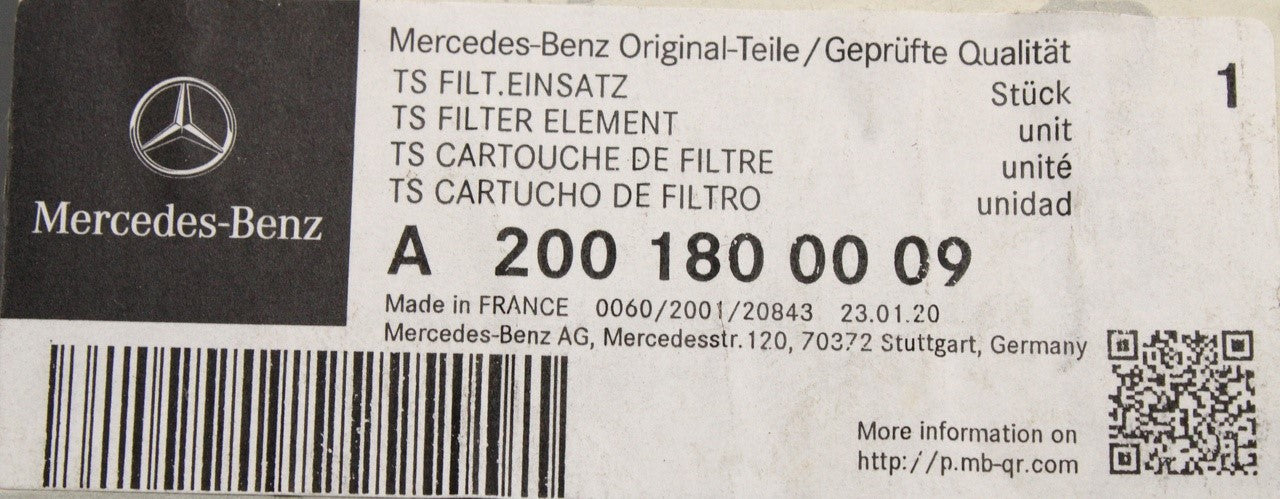 Mercedes-Benz
Mercedes-Benz Original-Teile/Geprüfte Qualität
TS FILT.EINSATZ Stück 1
TS FILTER ELEMENT unit
TS CARTOUCHE DE FILTRE unité
TS CARTUCHO DE FILTRO unidad
A 200 180 00 09
Made in FRANCE 0060/2001/20843 23.01.20
Mercedes-Benz AG, Mercedesstr.120, 70372 Stuttgart, Germany
More information on
http://p.mb-qr.com